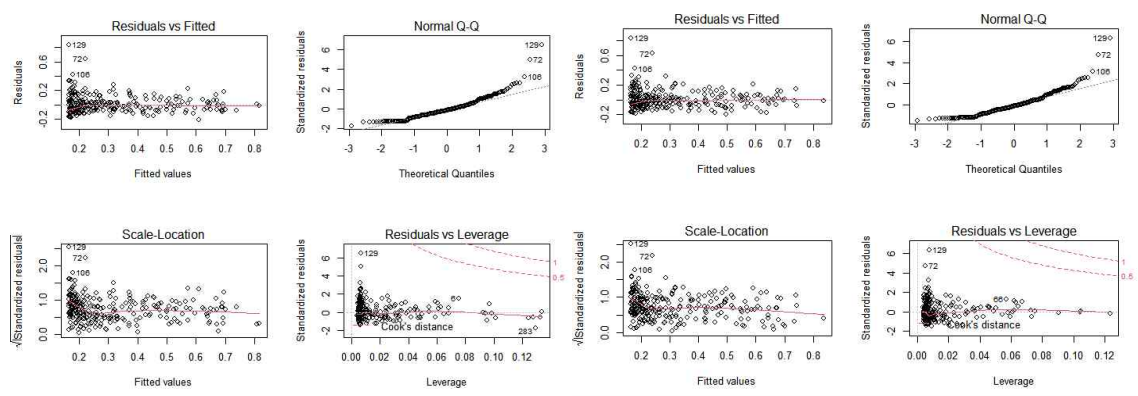 Residuals vs Fitted
Residuals
0.6
0.2
-0.2
129
72
106
0.2 0.3 0.4 0.5 0.6 0.7 0.8
Fitted values
Normal Q-Q
Standardized residuals
6
4
2
0
-2
129
72
106
-3 -2 -1 0 1 2 3
Theoretical Quantiles
Residuals vs Fitted
Residuals
0.6
0.2
-0.2
129
72
106
0.2 0.3 0.4 0.5 0.6 0.7 0.8
Fitted values
Normal Q-Q
Standardized residuals
6
4
2
0
129
72
106
-3 -2 -1 0 1 2 3
Theoretical Quantiles
Scale-Location
√|Standardized residuals|
2.0
1.0
0.0
129
72
106
0.2 0.3 0.4 0.5 0.6 0.7 0.8
Fitted values
Residuals vs Leverage
Standardized residuals
6
4
2
0
-2
129
283
Cook's distance
1
0.5
0.00 0.02 0.04 0.06 0.08 0.10 0.12
Leverage
Scale-Location
√|Standardized residuals|
2.0
1.0
0.0
129
72
106
0.2 0.3 0.4 0.5 0.6 0.7 0.8
Fitted values
Residuals vs Leverage
Standardized residuals
6
4
2
0
-2
129
72
Cook's distance
1
0.5
0.00 0.02 0.04 0.06 0.08 0.10 0.12
Leverage